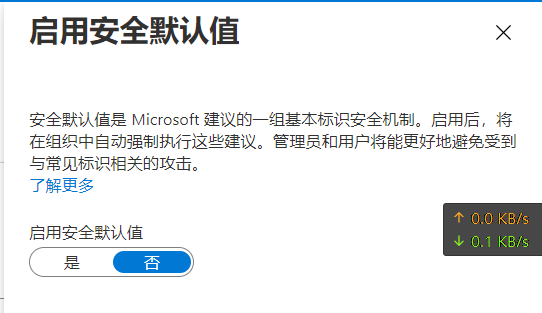 启用安全默认值
安全默认值是 Microsoft 建议的一组基本标识安全机制。启用后，将
在组织中自动强制执行这些建议。管理员和用户将能更好地避免受到
与常见标识相关的攻击。
了解更多
↑ 0.0 KB/s
↓ 0.1 KB/s
启用安全默认值
是 否